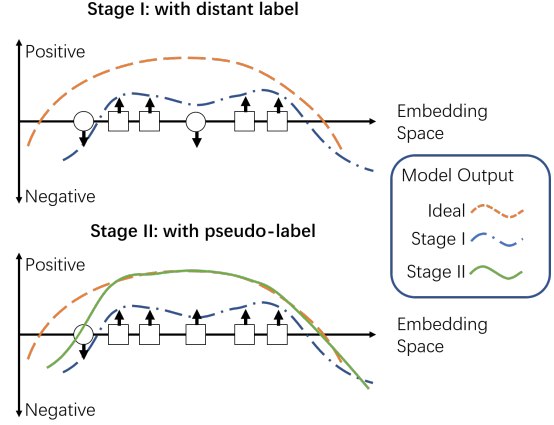 Stage I: with distant label
Positive
Embedding
Space
Negative
Model Output
Ideal
Stage I
Stage II
Stage II: with pseudo-label
Positive
Embedding
Space
Negative